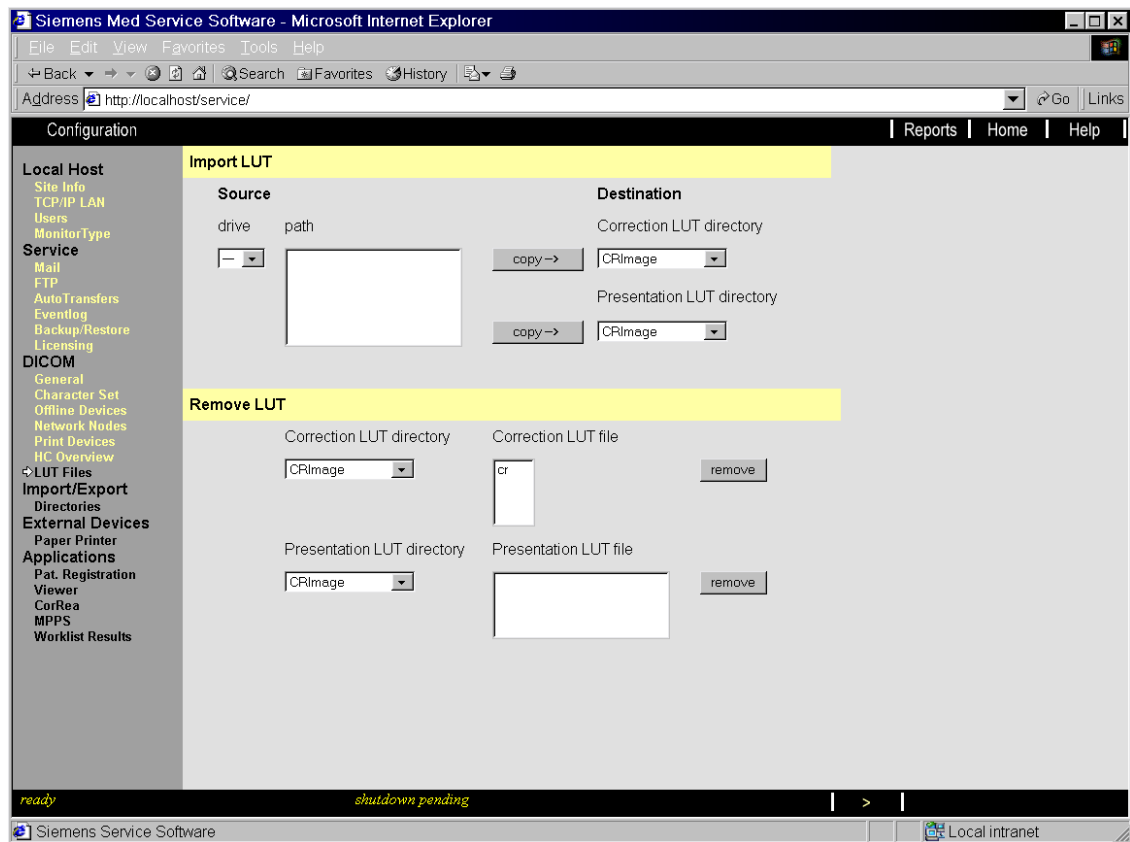 Siemens Med Service Software - Microsoft Internet Explorer
File Edit View Favorites Tools Help
Back Search Favorites History
Address http://localhost/service/ Go Links
Configuration Reports Home Help
Local Host
Site Info
TCP/IP LAN
Users
MonitorType
Service
Mail
FTP
AutoTransfers
Eventlog
Backup/Restore
Licensing
DICOM
General
Character Set
Offline Devices
Network Nodes
Print Devices
HC Overview
LUT Files
Import/Export
Directories
External Devices
Paper Printer
Applications
Pat. Registration
Viewer
CorRea
MPPS
Worklist Results
Import LUT
Source Destination
drive path Correction LUT directory
— copy-> CRImage
Presentation LUT directory
copy-> CRImage
Remove LUT
Correction LUT directory Correction LUT file
CRImage cr remove
Presentation LUT directory Presentation LUT file
CRImage remove
ready shutdown pending >
Siemens Service Software Local intranet